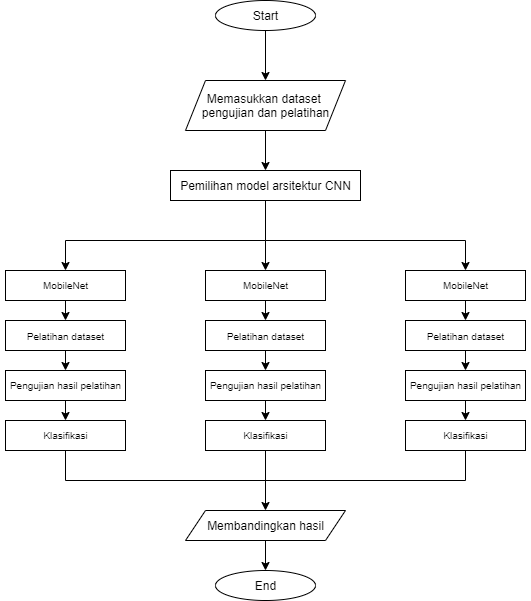 Start
Memasukkan dataset
pengujian dan pelatihan
Pemilihan model arsitektur CNN
MobileNet
MobileNet
MobileNet
Pelatihan dataset
Pelatihan dataset
Pelatihan dataset
Pengujian hasil pelatihan
Pengujian hasil pelatihan
Pengujian hasil pelatihan
Klasifikasi
Klasifikasi
Klasifikasi
Membandingkan hasil
End